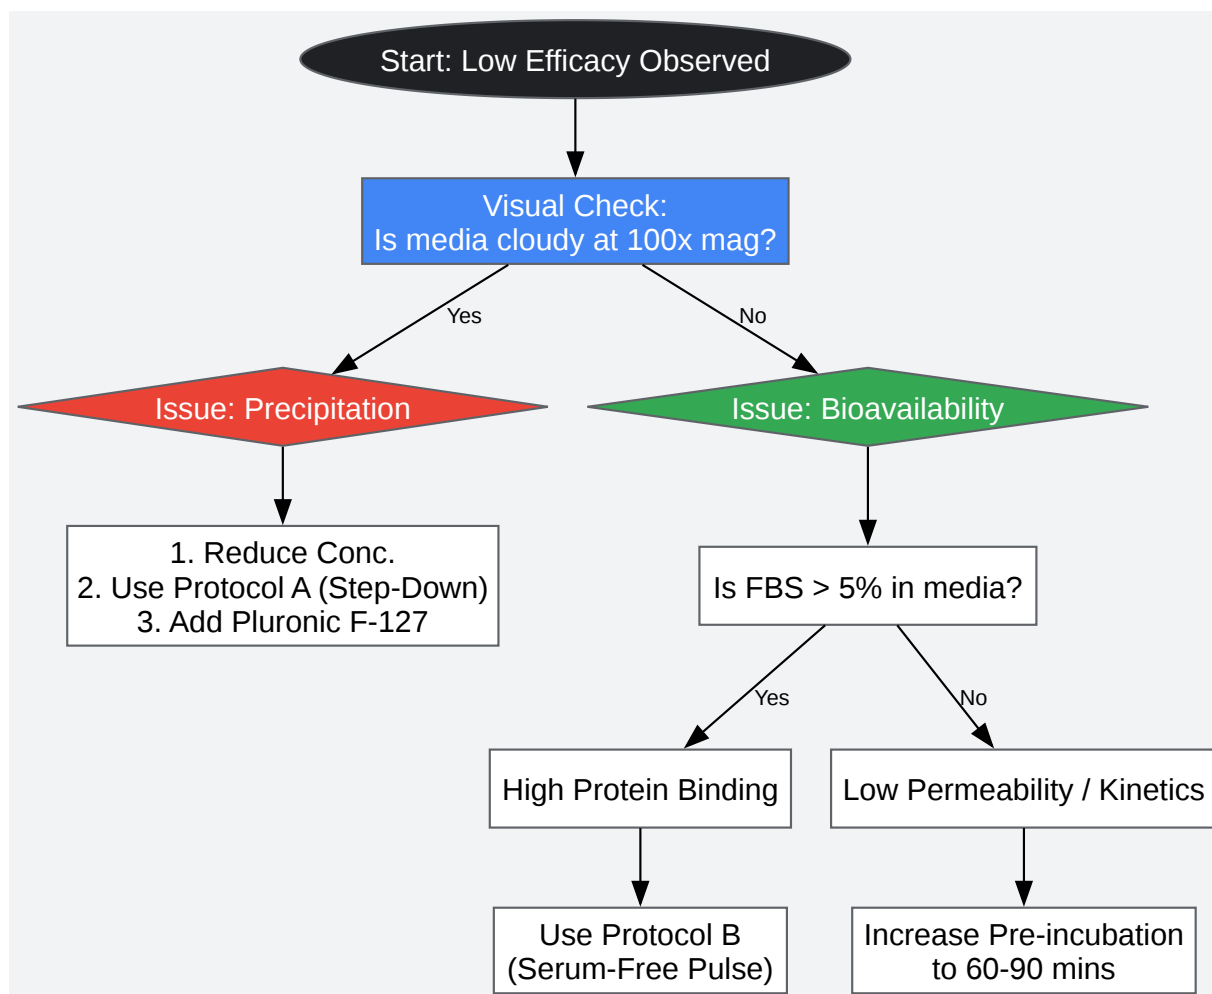 Start: Low Efficacy Observed
Visual Check:
Is media cloudy at 100x mag?
Yes
No
Issue: Precipitation
Issue: Bioavailability
1. Reduce Conc.
2. Use Protocol A (Step-Down)
3. Add Pluronic F-127
Is FBS > 5% in media?
Yes
No
High Protein Binding
Low Permeability / Kinetics
Use Protocol B
(Serum-Free Pulse)
Increase Pre-incubation
to 60-90 mins